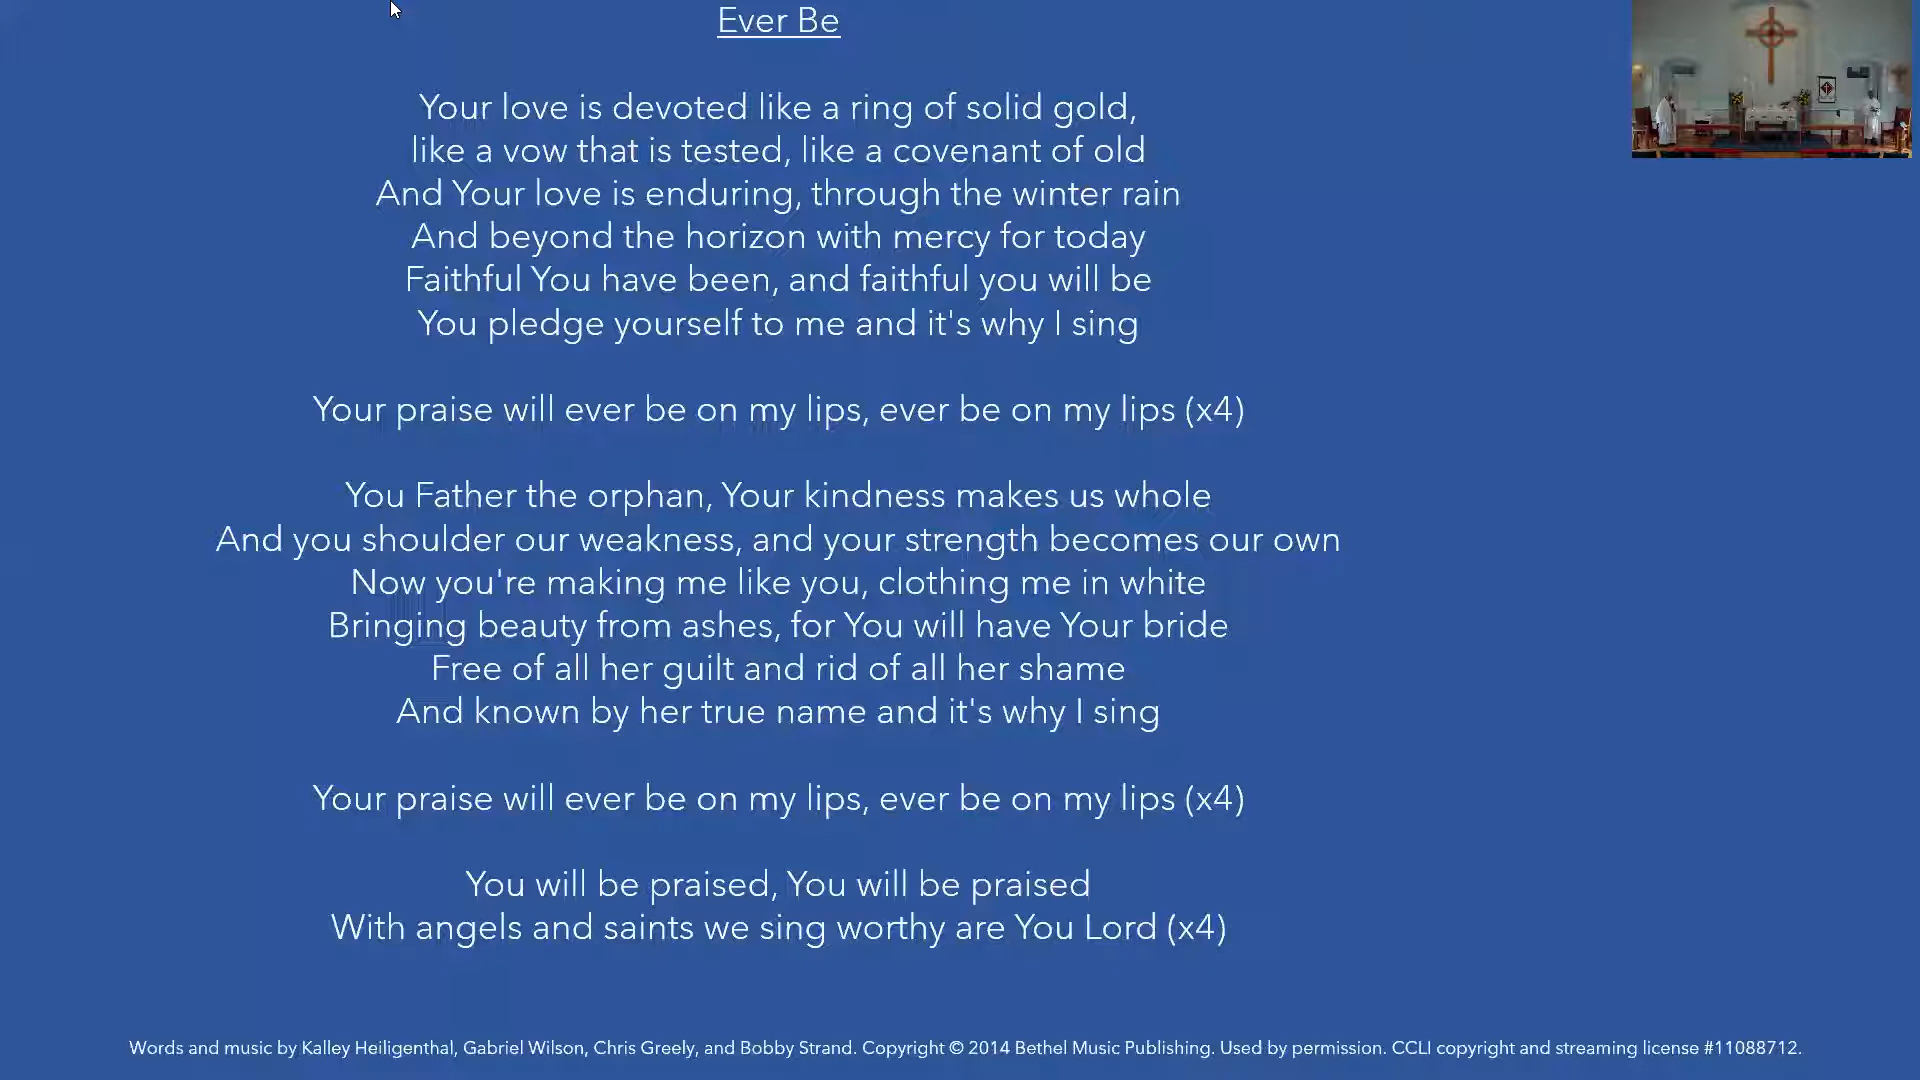 Ever Be
Your love is devoted like a ring of solid gold,
like a vow that is tested, like a covenant of old
And Your love is enduring, through the winter rain
And beyond the horizon with mercy for today
Faithful You have been, and faithful you will be
You pledge yourself to me and it's why I sing
Your praise will ever be on my lips, ever be on my lips (x4)
You Father the orphan, Your kindness makes us whole
And you shoulder our weakness, and your strength becomes our own
Now you're making me like you, clothing me in white
Bringing beauty from ashes, for You will have Your bride
Free of all her guilt and rid of all her shame
And known by her true name and it's why I sing
Your praise will ever be on my lips, ever be on my lips (x4)
You will be praised, You will be praised
With angels and saints we sing worthy are You Lord (x4)
Words and music by Kalley Heiligenthal, Gabriel Wilson, Chris Greely, and Bobby Strand. Copyright © 2014 Bethel Music Publishing. Used by permission. CCLI copyright and streaming license #11088712.